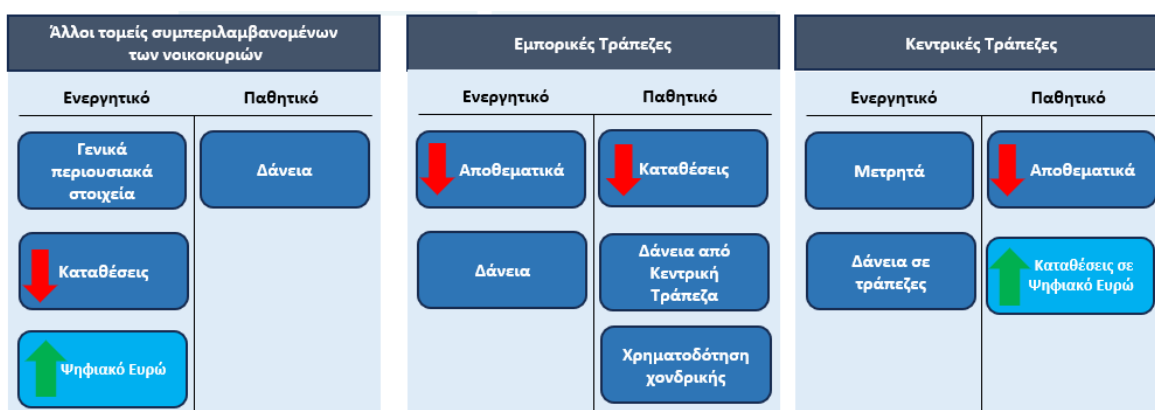 Άλλοι τομείς συμπεριλαμβανομένων
των νοικοκυριών
Ενεργητικό
Παθητικό
Γενικά
περιουσιακά
στοιχεία
Δάνεια
Καταθέσεις
Ψηφιακό Ευρώ
Εμπορικές Τράπεζες
Ενεργητικό
Παθητικό
Αποθεματικά
Καταθέσεις
Δάνεια
Δάνεια από
Κεντρική
Τράπεζα
Χρηματοδότηση
χονδρικής
Κεντρικές Τράπεζες
Ενεργητικό
Παθητικό
Μετρητά
Αποθεματικά
Δάνεια σε
τράπεζες
Καταθέσεις σε
Ψηφιακό Ευρώ